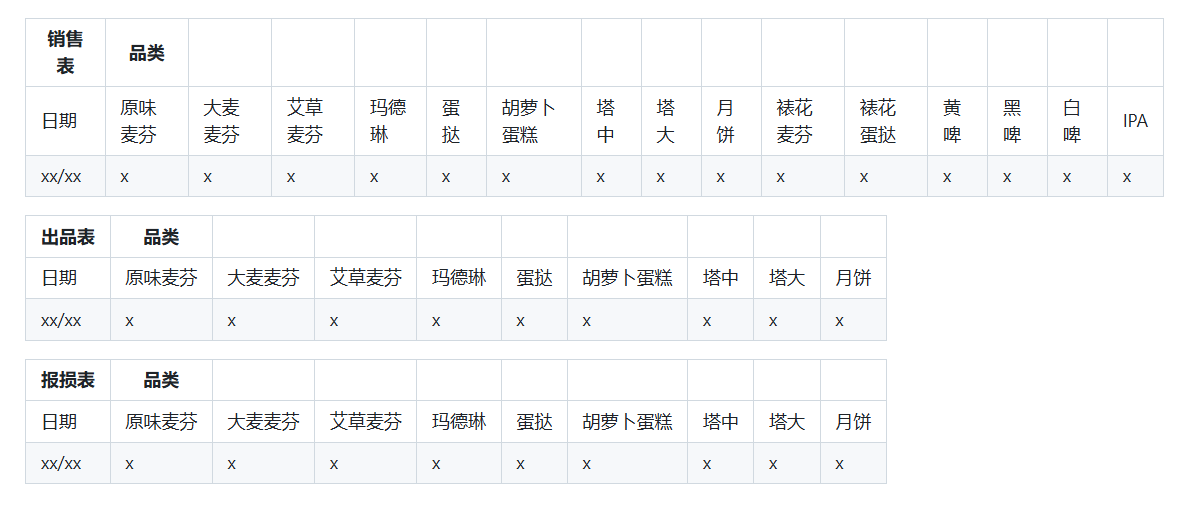 销售表 品类
日期 原味麦芬 大麦麦芬 艾草麦芬 玛德琳 蛋挞 胡萝卜蛋糕 塔中 塔大 月饼 裱花麦芬 裱花蛋挞 黄啤 黑啤 白啤 IPA
xx/xx x x x x x x x x x x x x x x x
出品表 品类
日期 原味麦芬 大麦麦芬 艾草麦芬 玛德琳 蛋挞 胡萝卜蛋糕 塔中 塔大 月饼
xx/xx x x x x x x x x x
报损表 品类
日期 原味麦芬 大麦麦芬 艾草麦芬 玛德琳 蛋挞 胡萝卜蛋糕 塔中 塔大 月饼
xx/xx x x x x x x x x x